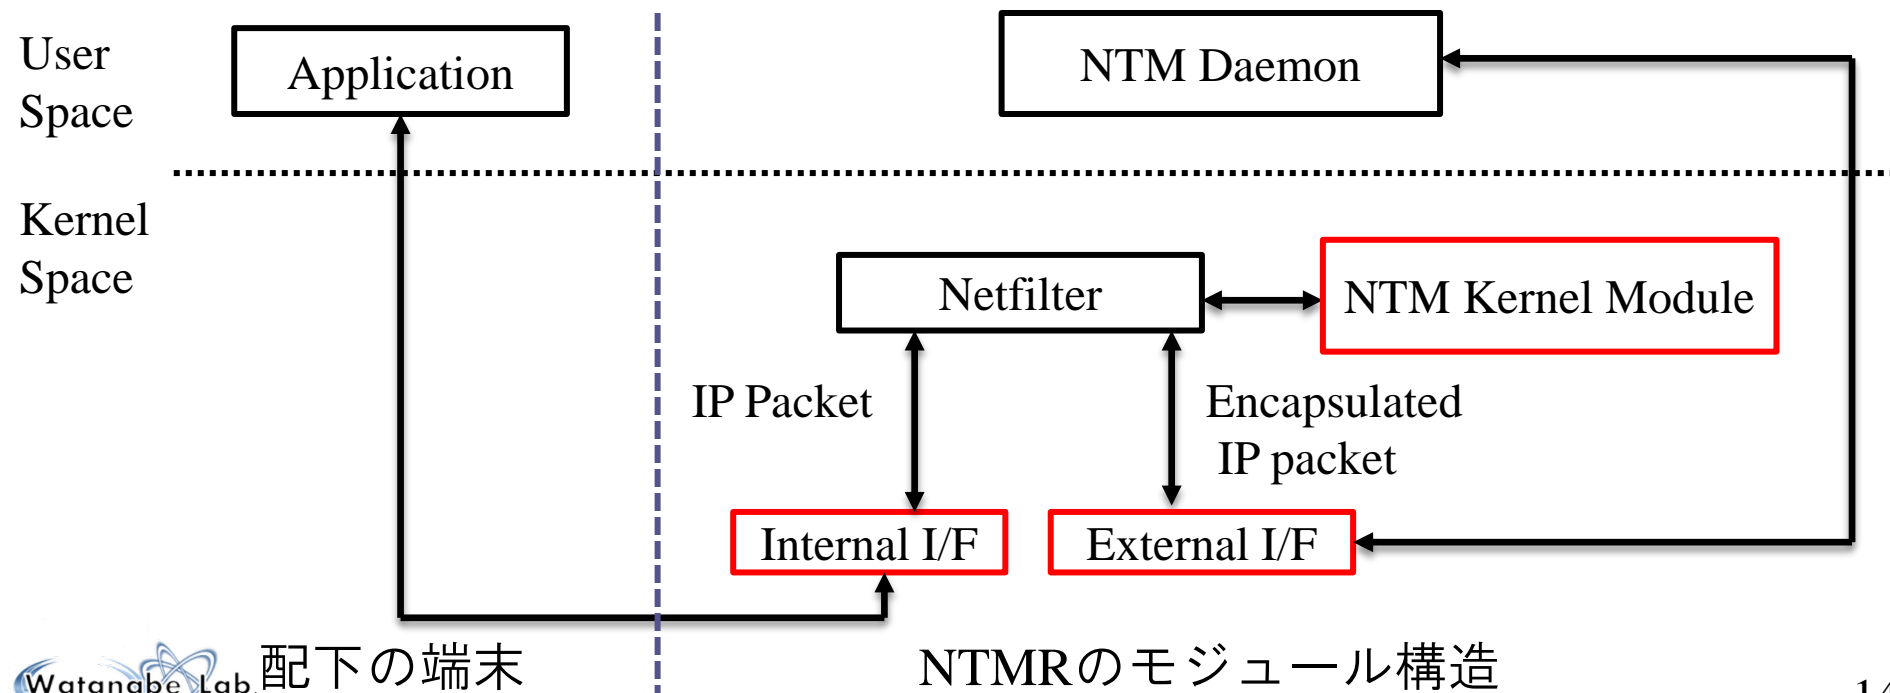 User
Space
Application
NTM Daemon
Kernel
Space
Netfilter
NTM Kernel Module
IP Packet
Encapsulated
IP packet
Internal I/F
External I/F
Watanabe Lab.
配下の端末
NTMRのモジュール構造